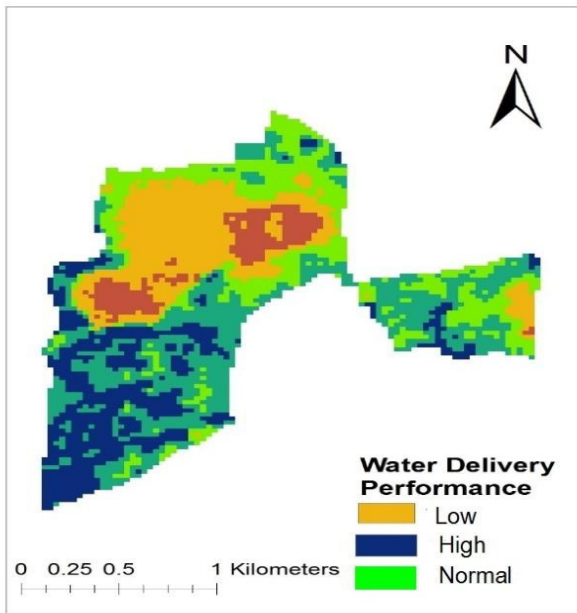 N
Water Delivery
Performance
Low
High
Normal
0 0.25 0.5 1 Kilometers